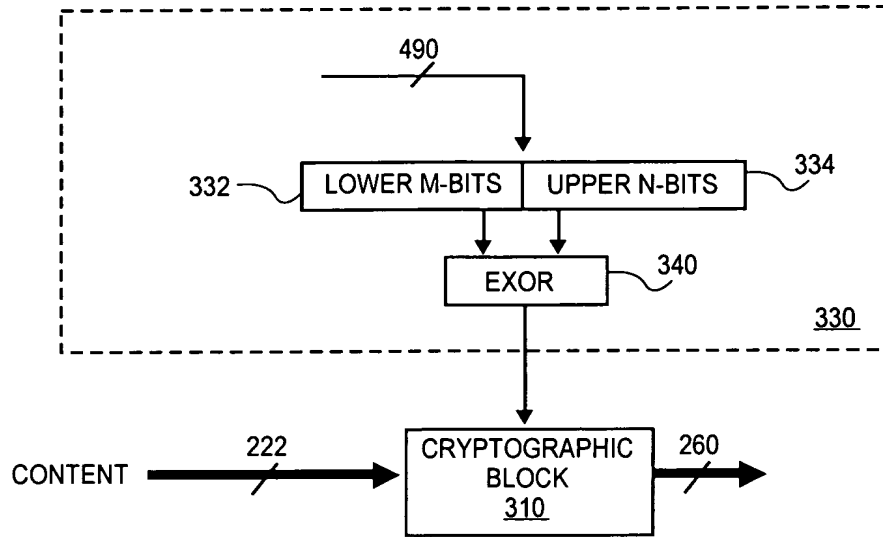 490
332
LOWER M-BITS
UPPER N-BITS
334
EXOR
340
330
CONTENT
222
CRYPTOGRAPHIC
BLOCK
310
260